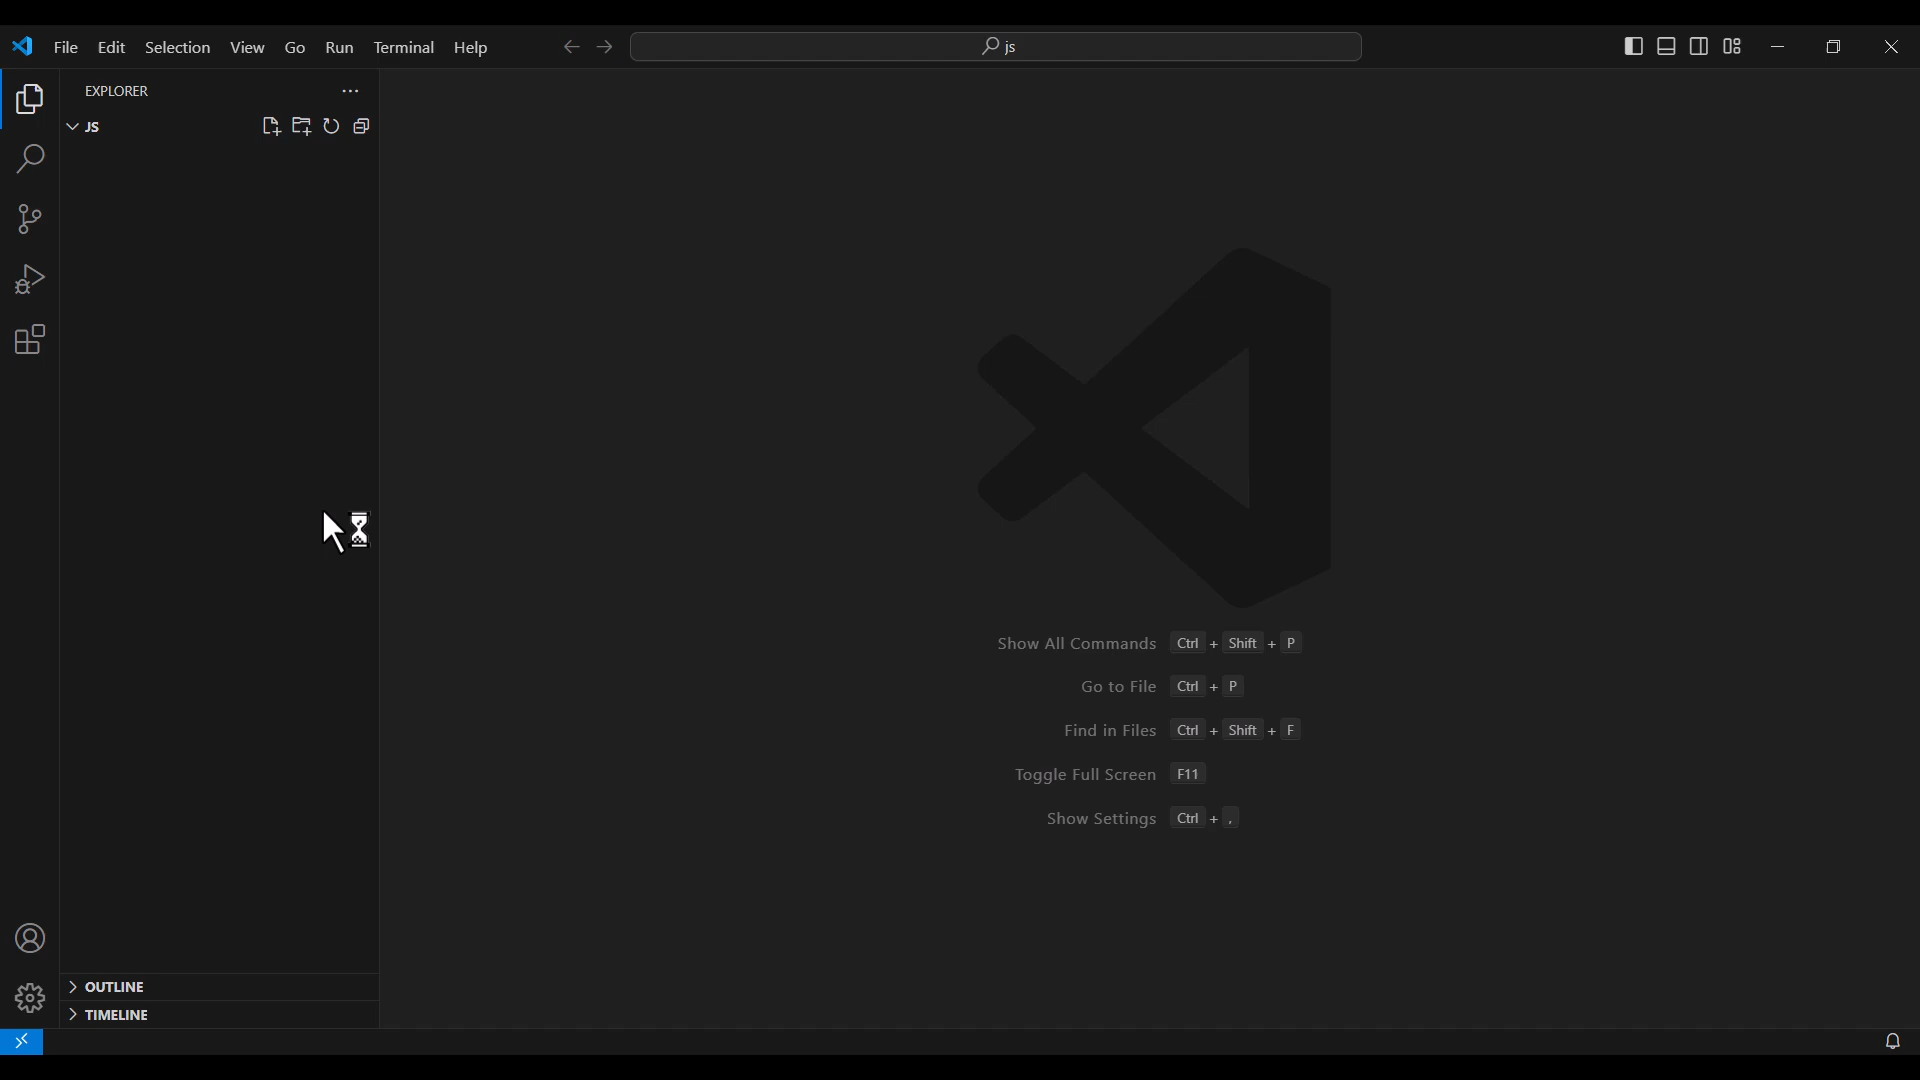 File Edit Selection View Go Run Terminal Help
js
EXPLORER
JS
Show All Commands Ctrl + Shift + P
Go to File Ctrl + P
Find in Files Ctrl + Shift + F
Toggle Full Screen F11
Show Settings Ctrl + ,
OUTLINE
TIMELINE